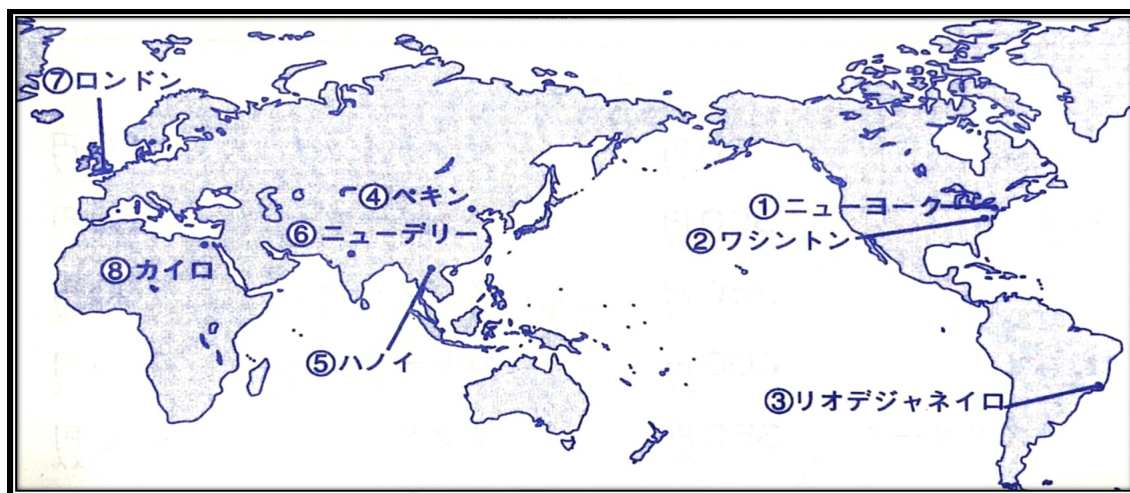 ⑦ロンドン
④ペキン
①ニューヨーク
⑥ニューデリー
②ワシントン
⑧カイロ
⑤ハノイ
③リオデジャネイロ